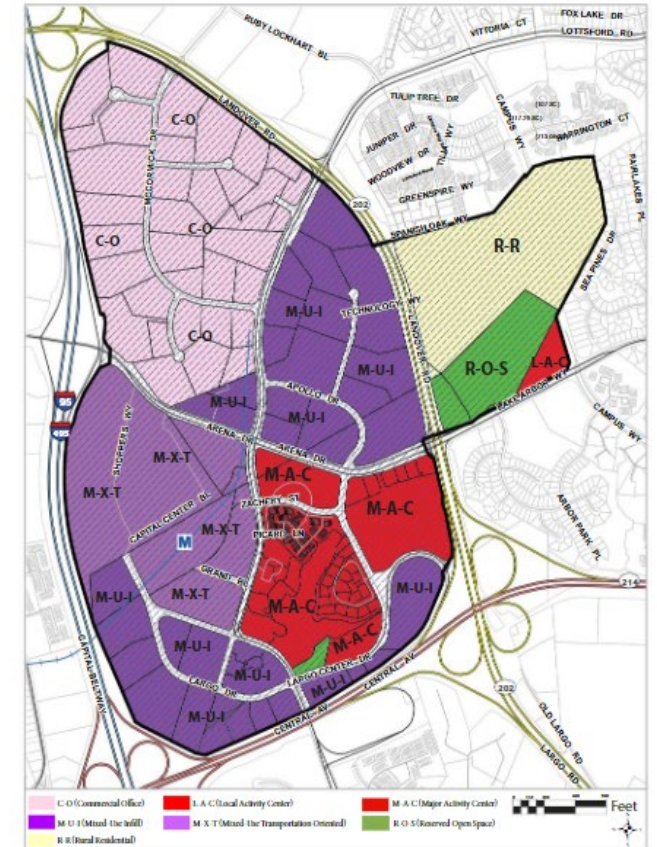 FOX LAKE DR
VITTORIA CT
LOTTSFORD RD
RUBY LOCKHART BL
TULIP TREE DR
CAMPUS WY
JUNIPER DR
WOODVIEW DR
GREENSPIRE WY
LANDOVER RD
FAIRLAKES PL
C-O
MCCORMICK DR
202
SPANISH OAK WY
R-R
C-O
C-O
SEA PINES DR
M-U-I
TECHNOLOGY WY
LANDOVER RD
C-O
M-U-I
R-O-S
L-A-C
APOLLO DR
LAKE ARBOR WY
M-U-I
M-U-I
95
495
SHOPPERS WY
ARENA DR
ARENA DR
CAMPUS WY
M-X-T
M-A-C
M-X-T
ZACHERY ST
M-A-C
CAPITAL CENTER BL
M-X-T
PICARD LN
ARBOR PARK PL
M
GRAND BL
214
M-U-I
M-X-T
M-U-I
M-A-C
CAPITAL BELTWAY
M-U-I
M-A-C
M-U-I
LARGO CENTER DR
CENTRAL AV
LARGO DR
M-U-I
202
M-U-I
CENTRAL AV
OLD LARGO RD
LARGO RD
C-O (Commercial Office)
L-A-C (Local Activity Center)
M-A-C (Major Activity Center)
Feet
M-U-I (Mixed-Use Infill)
M-X-T (Mixed-Use Transportation Oriented)
R-O-S (Reserved Open Space)
R-R (Rural Residential)